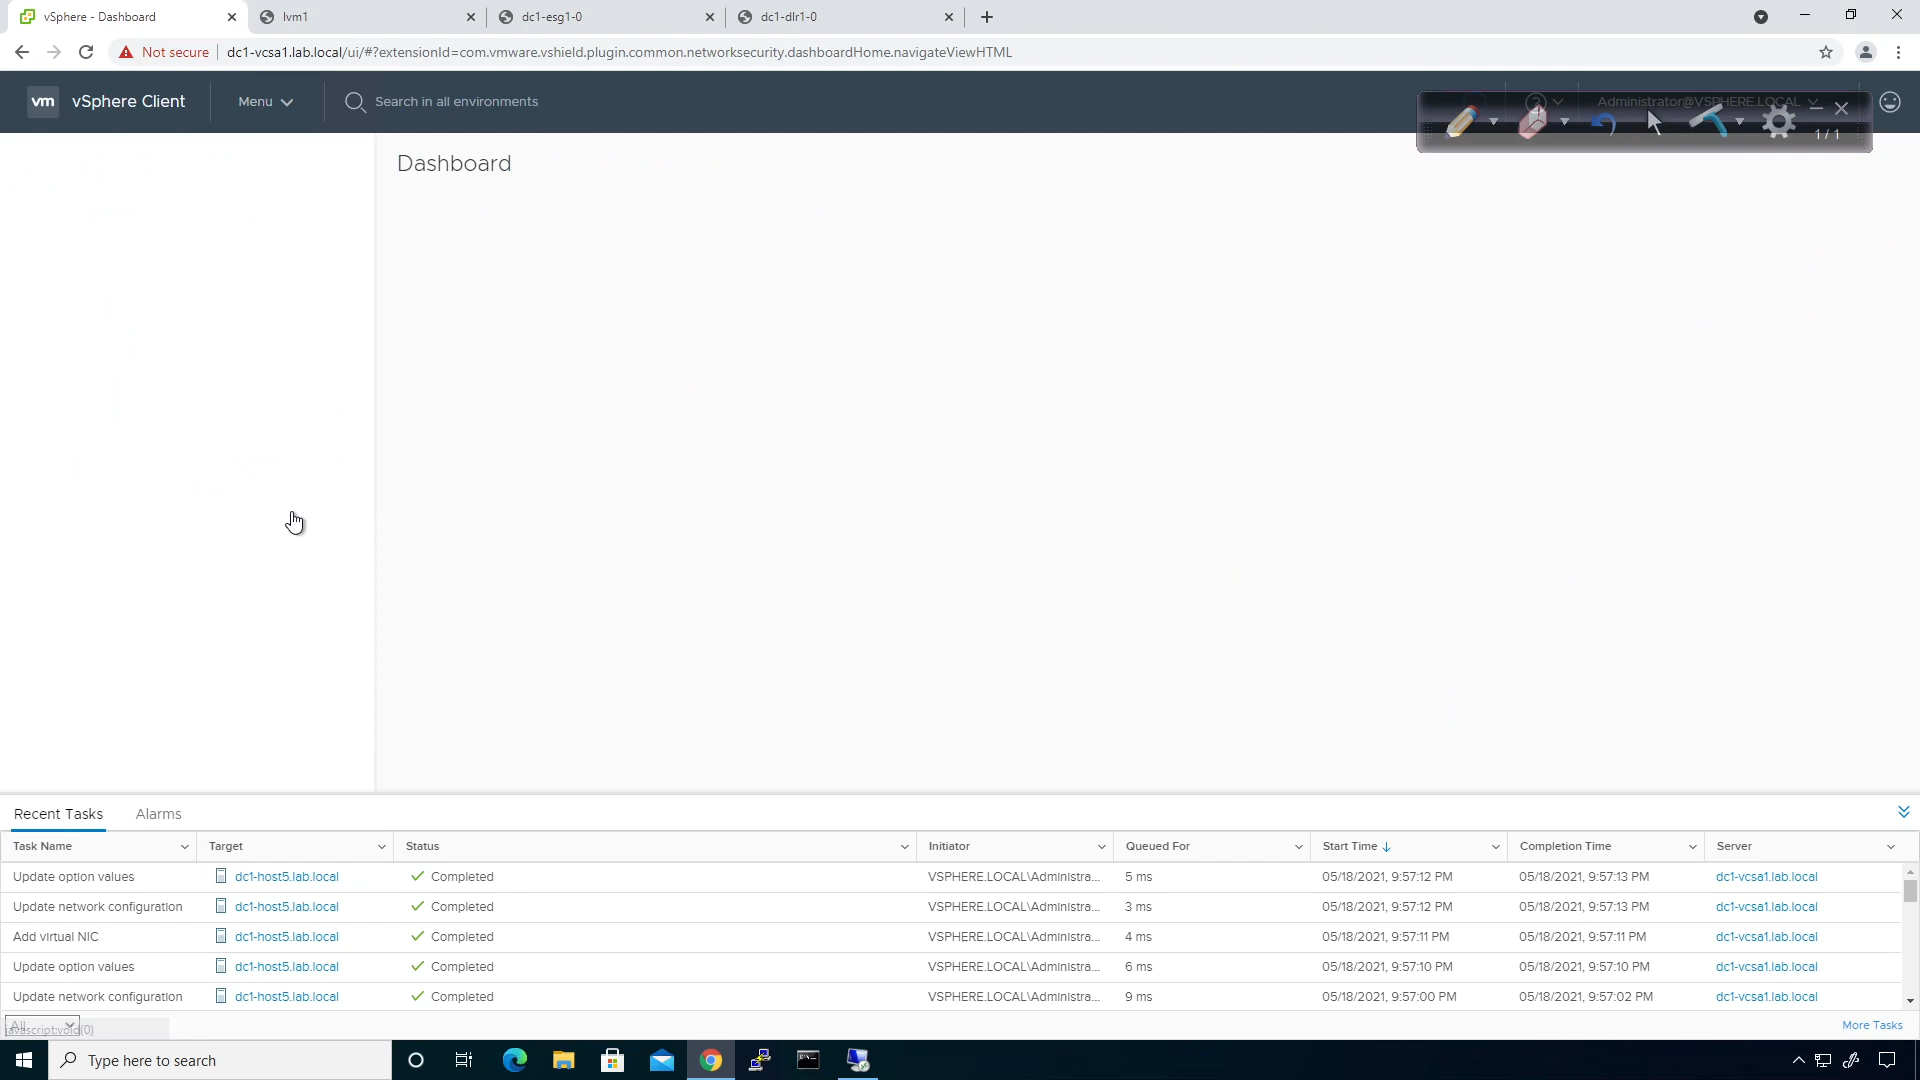 vSphere - Dashboard
lvm1
dc1-esg1-0
dc1-dlr1-0
Not secure
dc1-vcsa1.lab.local/ui/#?extensionId=com.vmware.vshield.plugin.common.networksecurity.dashboardHome.navigateViewHTML
vm vSphere Client
Menu
Search in all environments
Administrator@VSPHERE.LOCAL
1 / 1
Dashboard
Recent Tasks
Alarms
Task Name Target Status Initiator Queued For Start Time Completion Time Server
Update option values dc1-host5.lab.local Completed VSPHERE.LOCAL\Administra... 5 ms 05/18/2021, 9:57:12 PM 05/18/2021, 9:57:13 PM dc1-vcsa1.lab.local
Update network configuration dc1-host5.lab.local Completed VSPHERE.LOCAL\Administra... 3 ms 05/18/2021, 9:57:12 PM 05/18/2021, 9:57:13 PM dc1-vcsa1.lab.local
Add virtual NIC dc1-host5.lab.local Completed VSPHERE.LOCAL\Administra... 4 ms 05/18/2021, 9:57:11 PM 05/18/2021, 9:57:11 PM dc1-vcsa1.lab.local
Update option values dc1-host5.lab.local Completed VSPHERE.LOCAL\Administra... 6 ms 05/18/2021, 9:57:10 PM 05/18/2021, 9:57:10 PM dc1-vcsa1.lab.local
Update network configuration dc1-host5.lab.local Completed VSPHERE.LOCAL\Administra... 9 ms 05/18/2021, 9:57:00 PM 05/18/2021, 9:57:02 PM dc1-vcsa1.lab.local
All
javascript:void(0)
More Tasks
Type here to search